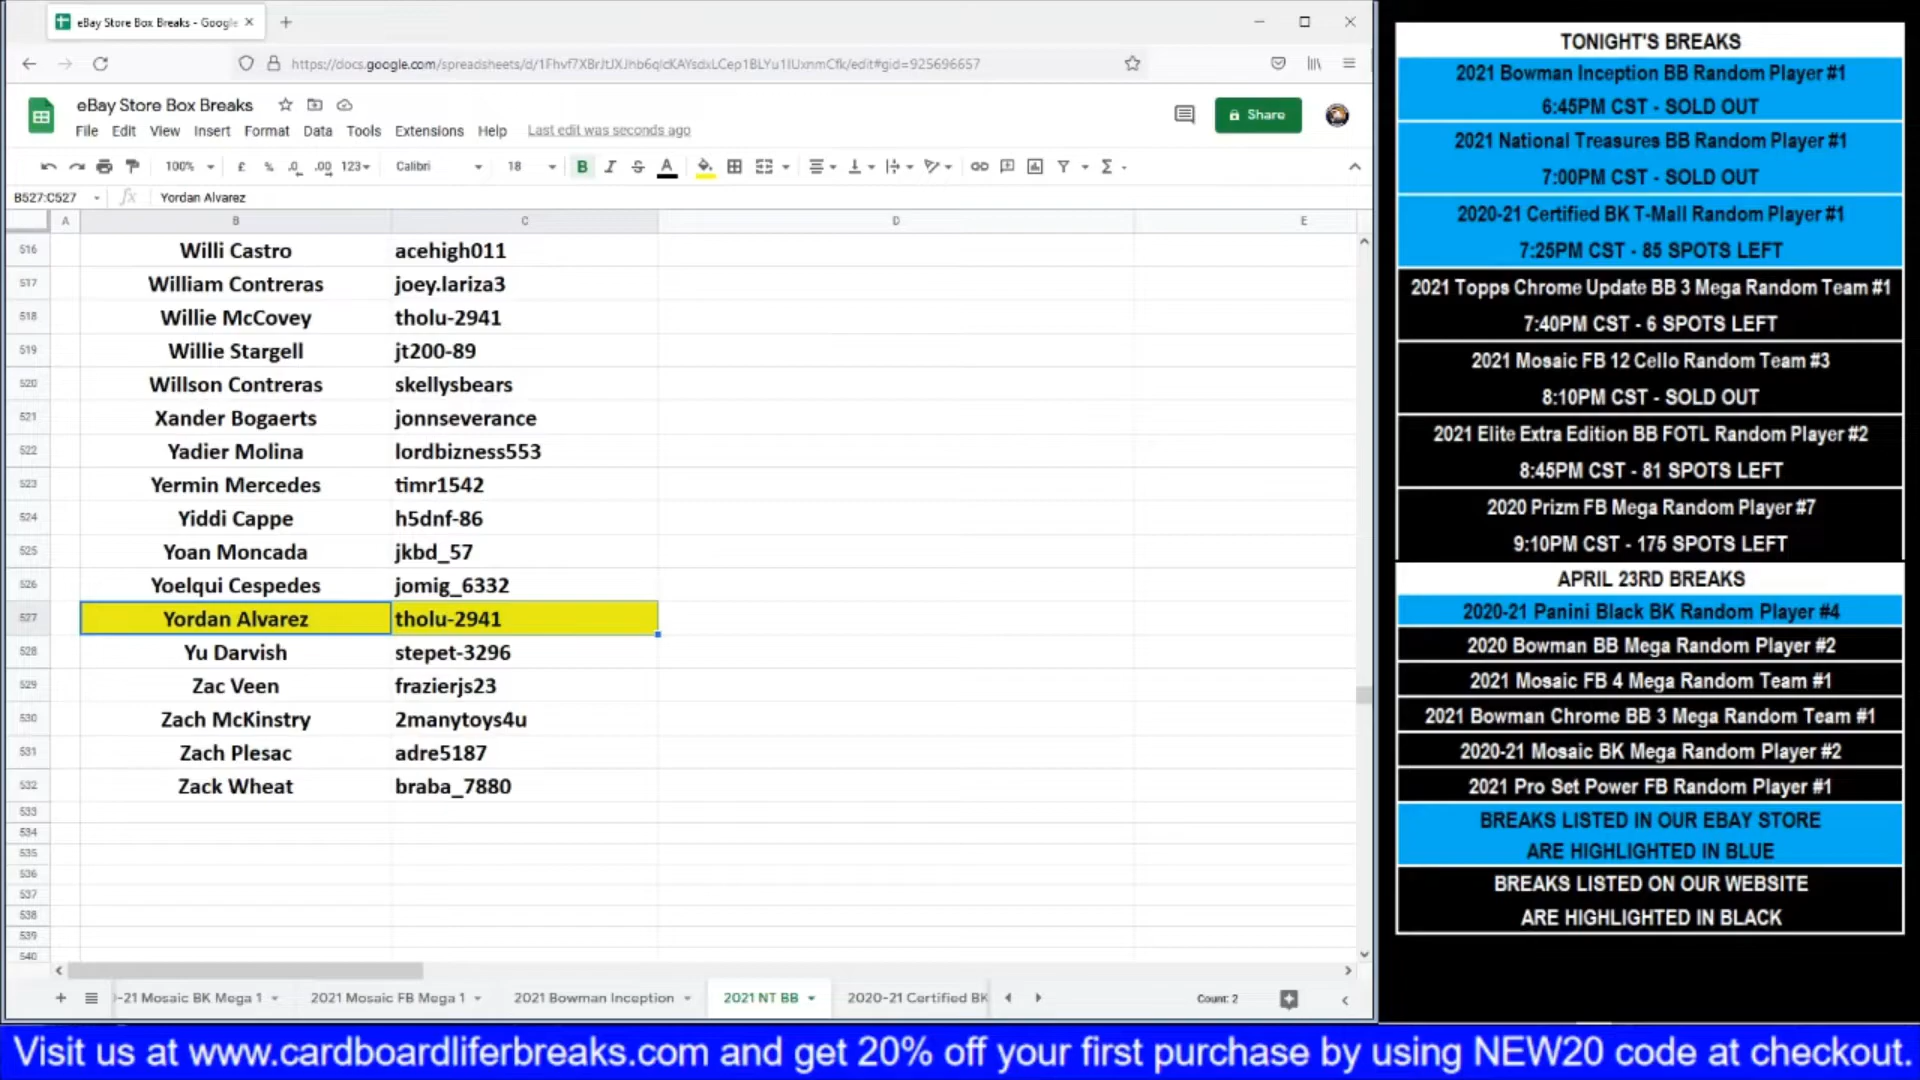 eBay Store Box Breaks - Google
https://docs.google.com/spreadsheets/d/1Fhvf7XBrJtJXJhb6qlcKAYsdxLCep1BLYu1IUxnmCfk/edit#gid=925696657
eBay Store Box Breaks
File Edit View Insert Format Data Tools Extensions Help Last edit was seconds ago
Share
100% £ % .0 .00 123 Calibri 18 B I S A
B527:C527 fx Yordan Alvarez
A B C D E
516 Willi Castro acehigh011
517 William Contreras joey.lariza3
518 Willie McCovey tholu-2941
519 Willie Stargell jt200-89
520 Willson Contreras skellysbears
521 Xander Bogaerts jonnseverance
522 Yadier Molina lordbizness553
523 Yermin Mercedes timr1542
524 Yiddi Cappe h5dnf-86
525 Yoan Moncada jkbd_57
526 Yoelqui Cespedes jomig_6332
527 Yordan Alvarez tholu-2941
528 Yu Darvish stepet-3296
529 Zac Veen frazierjs23
530 Zach McKinstry 2manytoys4u
531 Zach Plesac adre5187
532 Zack Wheat braba_7880
533
534
535
536
537
538
539
540
-21 Mosaic BK Mega 1 2021 Mosaic FB Mega 1 2021 Bowman Inception 2021 NT BB 2020-21 Certified BK Count: 2
TONIGHT'S BREAKS
2021 Bowman Inception BB Random Player #1
6:45PM CST - SOLD OUT
2021 National Treasures BB Random Player #1
7:00PM CST - SOLD OUT
2020-21 Certified BK T-Mall Random Player #1
7:25PM CST - 85 SPOTS LEFT
2021 Topps Chrome Update BB 3 Mega Random Team #1
7:40PM CST - 6 SPOTS LEFT
2021 Mosaic FB 12 Cello Random Team #3
8:10PM CST - SOLD OUT
2021 Elite Extra Edition BB FOTL Random Player #2
8:45PM CST - 81 SPOTS LEFT
2020 Prizm FB Mega Random Player #7
9:10PM CST - 175 SPOTS LEFT
APRIL 23RD BREAKS
2020-21 Panini Black BK Random Player #4
2020 Bowman BB Mega Random Player #2
2021 Mosaic FB 4 Mega Random Team #1
2021 Bowman Chrome BB 3 Mega Random Team #1
2020-21 Mosaic BK Mega Random Player #2
2021 Pro Set Power FB Random Player #1
BREAKS LISTED IN OUR EBAY STORE
ARE HIGHLIGHTED IN BLUE
BREAKS LISTED ON OUR WEBSITE
ARE HIGHLIGHTED IN BLACK
Visit us at www.cardboardliferbreaks.com and get 20% off your first purchase by using NEW20 code at checkout.